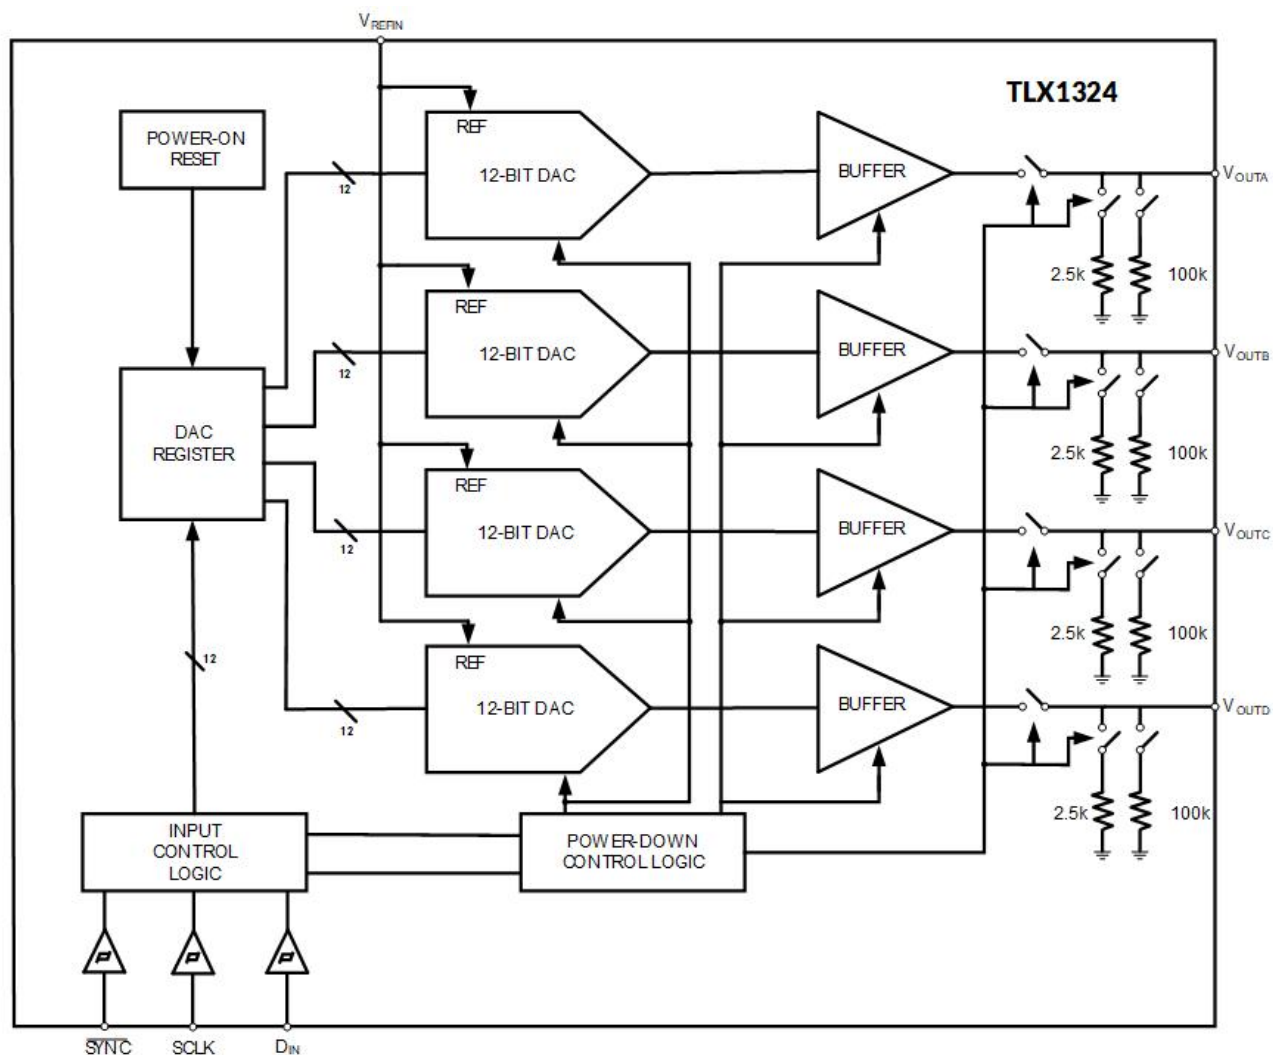 VREFIN
TLX1324
POWER-ON
RESET
REF
12-BIT DAC
BUFFER
12
VOUTA
2.5k
100k
REF
12-BIT DAC
BUFFER
12
VOUTB
DAC
REGISTER
2.5k
100k
REF
12-BIT DAC
BUFFER
12
VOUTC
2.5k
100k
12
REF
12-BIT DAC
BUFFER
12
VOUTD
2.5k
100k
INPUT
CONTROL
LOGIC
POWER-DOWN
CONTROL LOGIC
SYNC
SCLK
DIN